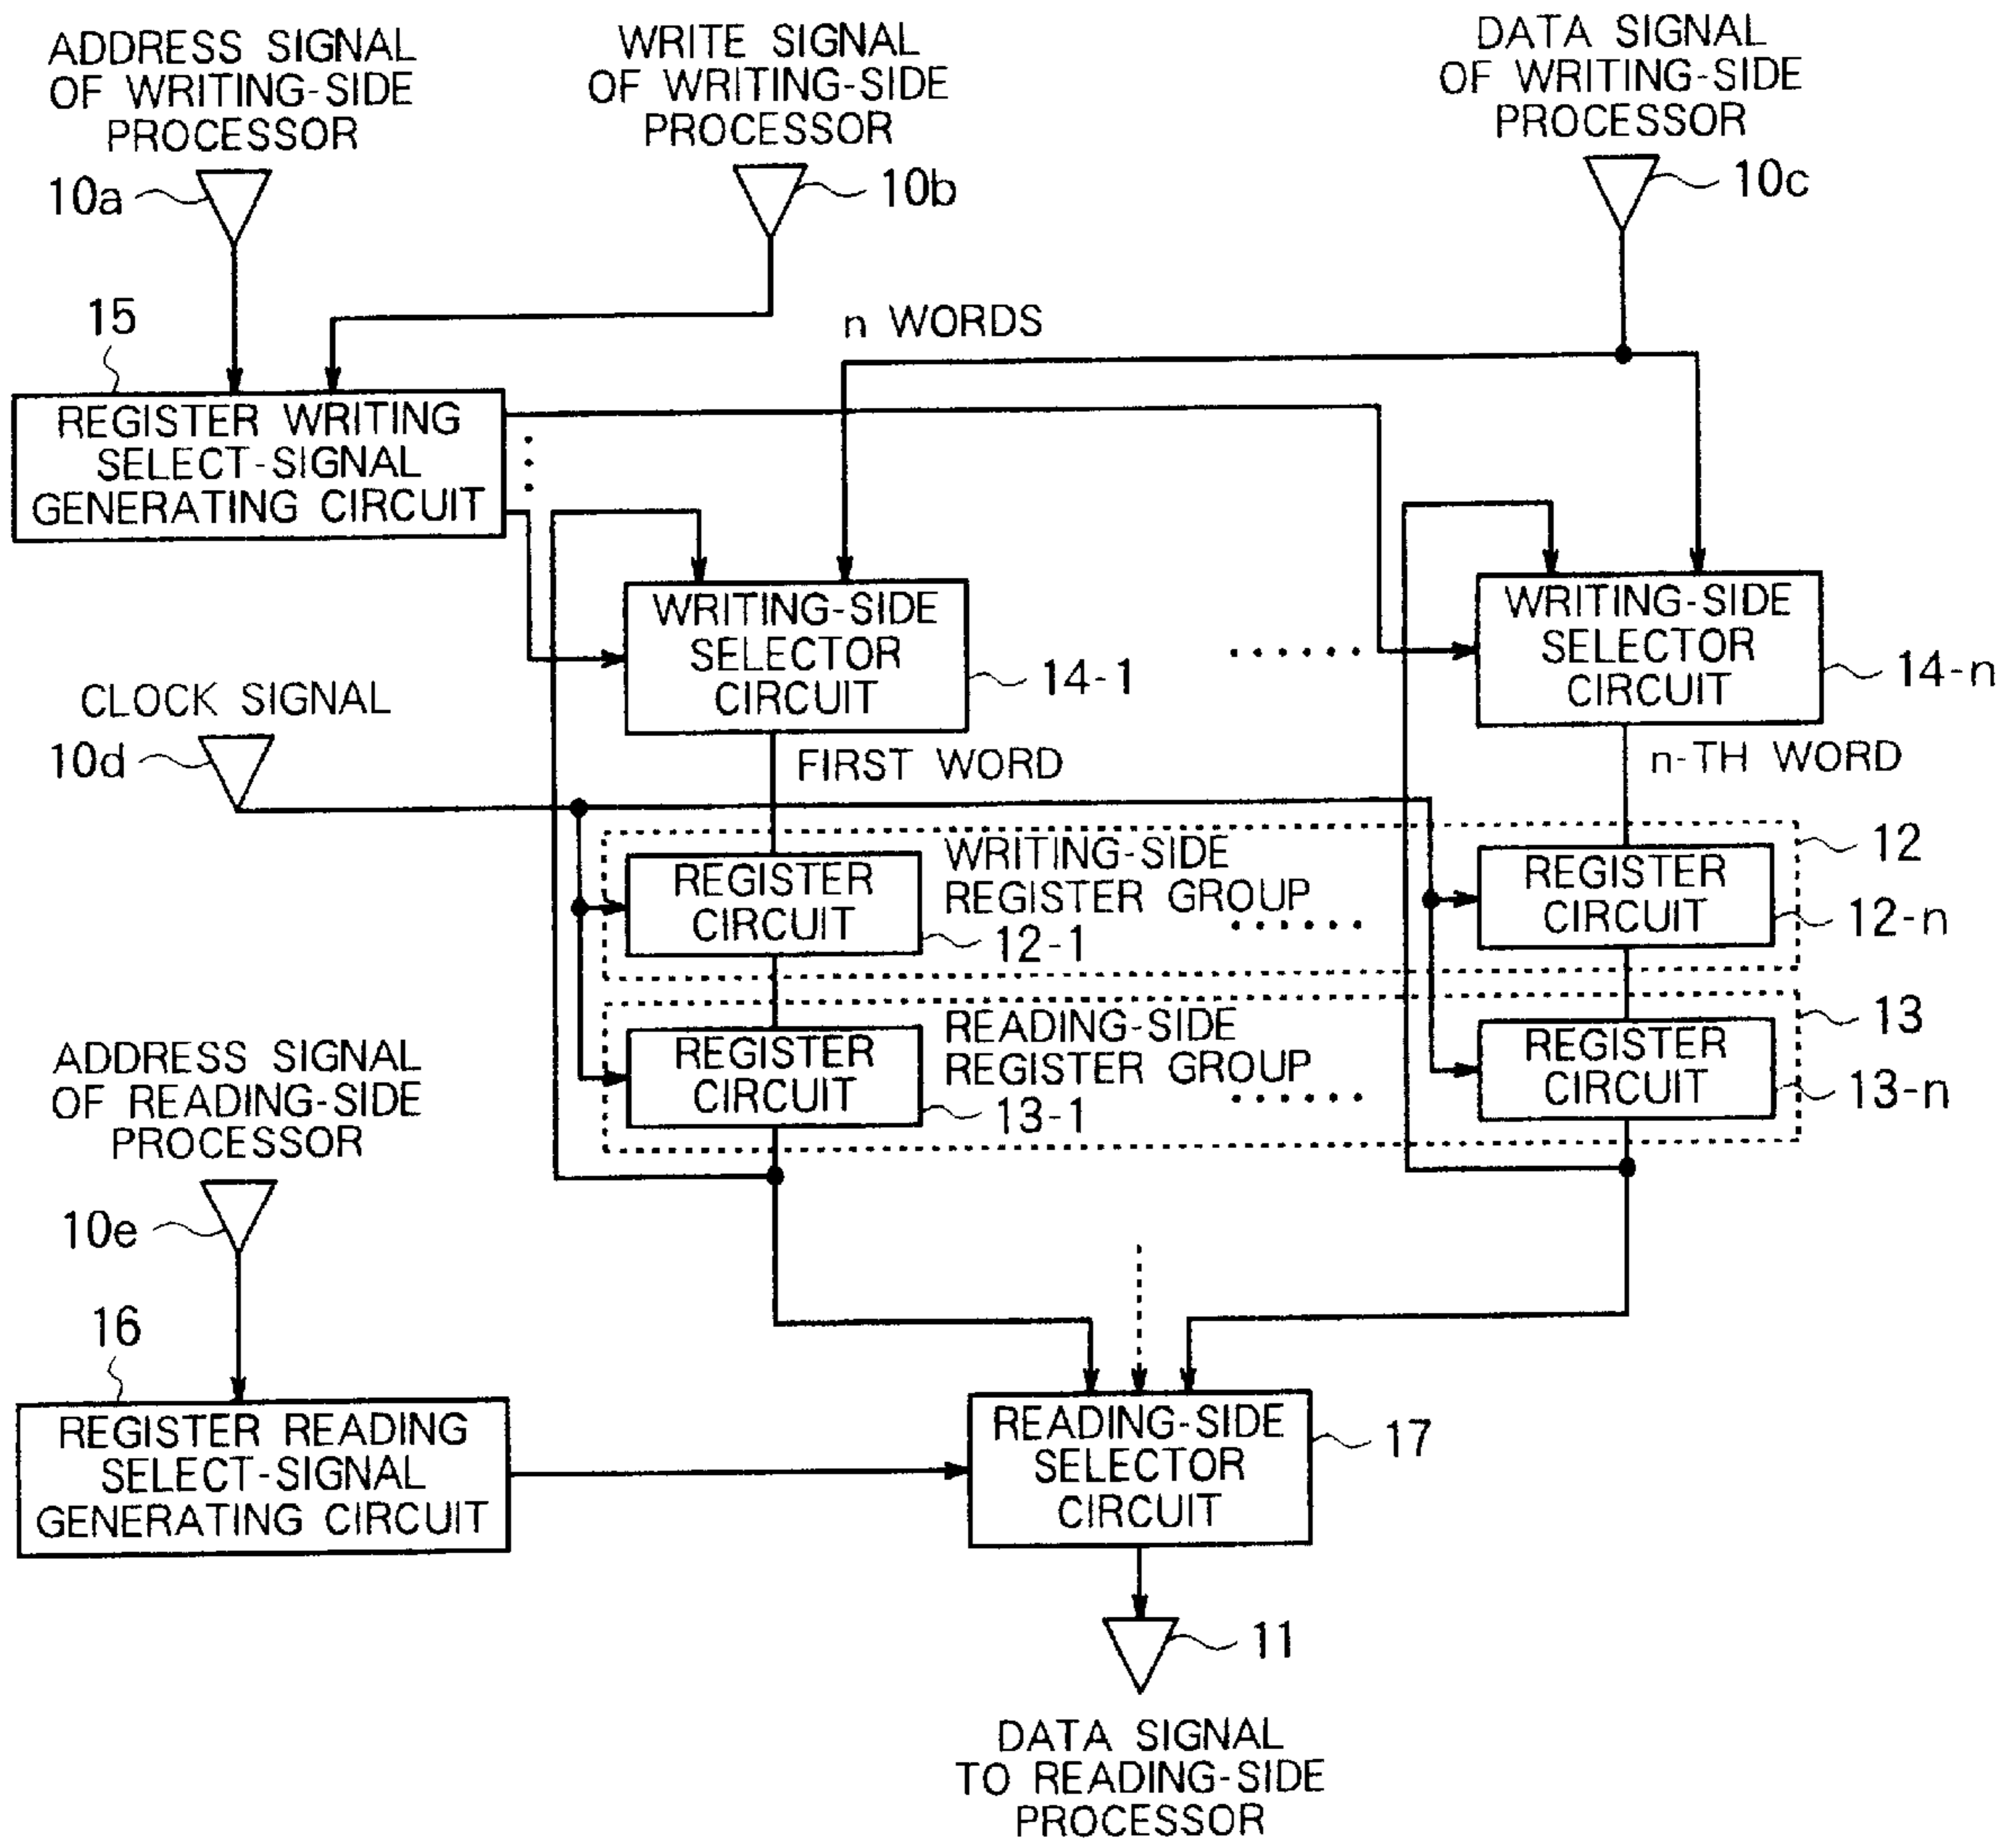 ADDRESS SIGNAL
OF WRITING-SIDE
PROCESSOR
10a
WRITE SIGNAL
OF WRITING-SIDE
PROCESSOR
10b
DATA SIGNAL
OF WRITING-SIDE
PROCESSOR
10c
15
n WORDS
REGISTER WRITING
SELECT-SIGNAL
GENERATING CIRCUIT
WRITING-SIDE
SELECTOR
CIRCUIT
14-1
WRITING-SIDE
SELECTOR
CIRCUIT
14-n
CLOCK SIGNAL
10d
FIRST WORD
n-TH WORD
REGISTER
CIRCUIT
12-1
WRITING-SIDE
REGISTER GROUP
REGISTER
CIRCUIT
12
12-n
REGISTER
CIRCUIT
13-1
READING-SIDE
REGISTER GROUP
REGISTER
CIRCUIT
13
13-n
ADDRESS SIGNAL
OF READING-SIDE
PROCESSOR
10e
16
REGISTER READING
SELECT-SIGNAL
GENERATING CIRCUIT
READING-SIDE
SELECTOR
CIRCUIT
17
11
DATA SIGNAL
TO READING-SIDE
PROCESSOR